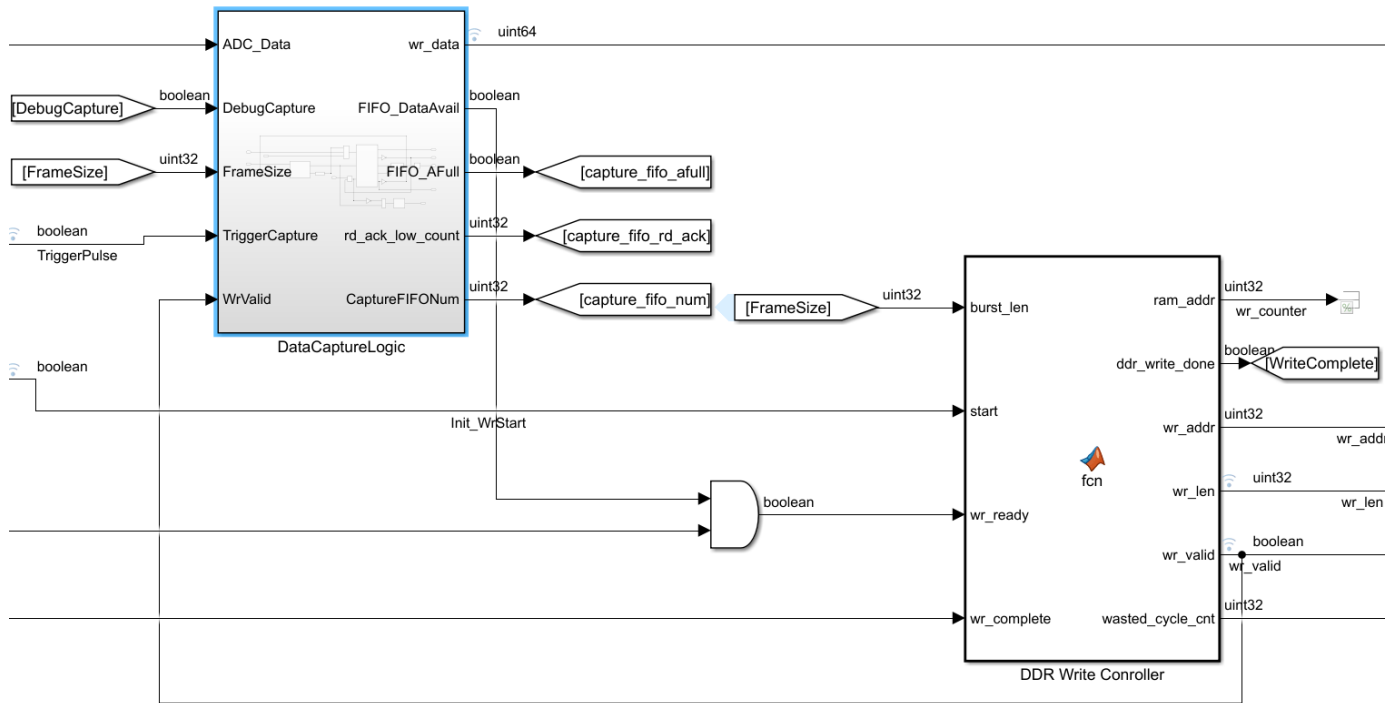 uint64
ADC_Data
wr_data
boolean
boolean
[DebugCapture]
DebugCapture
FIFO_DataAvail
uint32
boolean
[FrameSize]
FrameSize
FIFO_AFull
[capture_fifo_afull]
boolean
uint32
TriggerCapture
rd_ack_low_count
[capture_fifo_rd_ack]
TriggerPulse
uint32
WrValid
CaptureFIFONum
[capture_fifo_num]
DataCaptureLogic
[FrameSize]
uint32
burst_len
ram_addr
uint32
wr_counter
boolean
ddr_write_done
[WriteComplete]
boolean
Init_WrStart
start
wr_addr
uint32
wr_addr
fcn
wr_len
uint32
wr_len
boolean
wr_ready
wr_valid
boolean
wr_valid
wr_complete
wasted_cycle_cnt
uint32
DDR Write Conroller